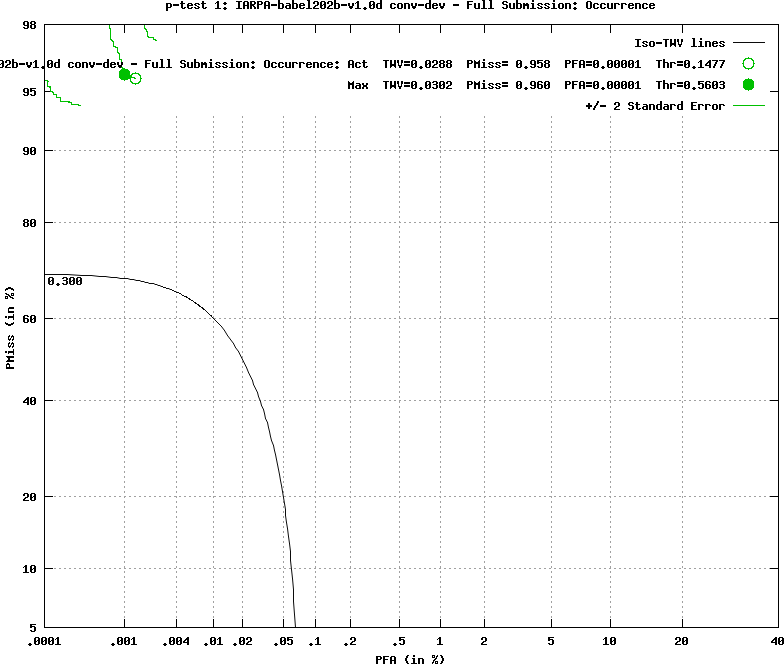 p-test 1: IARPA-babel202b-v1.0d conv-dev - Full Submission: Occurrence
Iso-TWV lines
02b-v1.0d conv-dev - Full Submission: Occurrence: Act TWV=0.0288 PMiss= 0.958 PFA=0.00001 Thr=0.1477
Max TWV=0.0302 PMiss= 0.960 PFA=0.00001 Thr=0.5603
+/- 2 Standard Error
98
95
90
80
60
40
20
10
5
0.300
PMiss (in %)
.0001 .001 .004 .01 .02 .05 .1 .2 .5 1 2 5 10 20 40
PFA (in %)